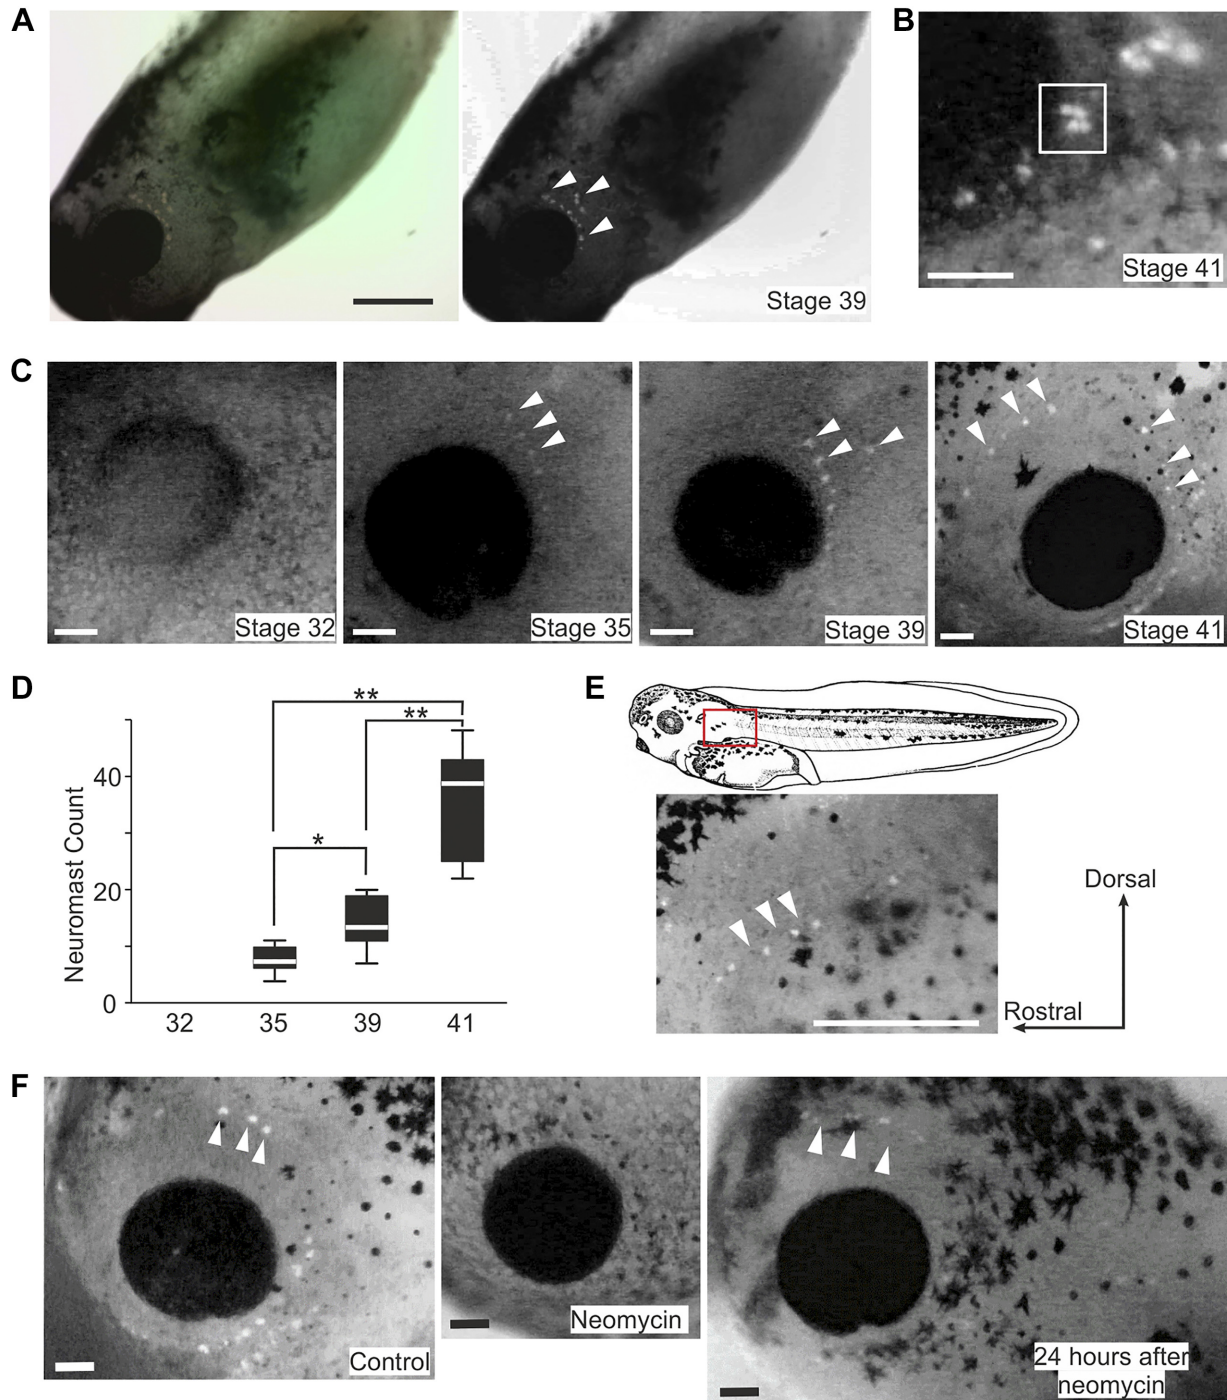 A
B
Stage 39
Stage 41
C
Stage 32
Stage 35
Stage 39
Stage 41
D
**
**
*
Neuromast Count
40
20
0
32
35
39
41
E
Dorsal
Rostral
F
Control
Neomycin
24 hours after
neomycin